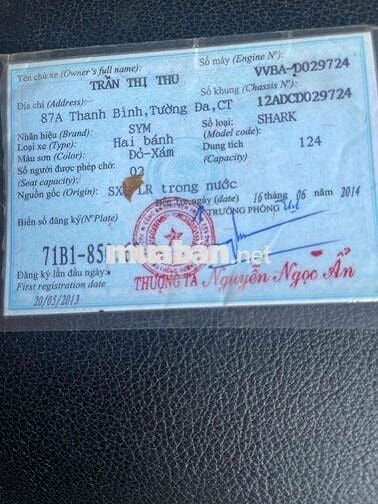 Tên chủ xe (Owner's full name): TRẦN THỊ THU
Số máy (Engine Nº): VVBA-D029724
Địa chỉ (Address): 87A Thanh Bình,Tường Đa,CT
Số khung (Chassis Nº): 12ADCD029724
Nhãn hiệu (Brand): SYM
Số loại: SHARK
(Model code):
Loại xe (Type): Hai bánh
Dung tích 124
(Capacity)
Màu sơn (Color): Đỏ-Xám
Số người được phép chở: 02
(Seat capacity)
Nguồn gốc (Origin): trong nước
ngày (date) 16 tháng 06 năm 2014
TRƯỞNG PHÒNG
Biển số đăng ký (Nº Plate)
71B1-85
muaban.net
Đăng ký lần đầu ngày:
First registration date
20/05/2013
THƯỢNG TÁ Nguyễn Ngọc Ẩn